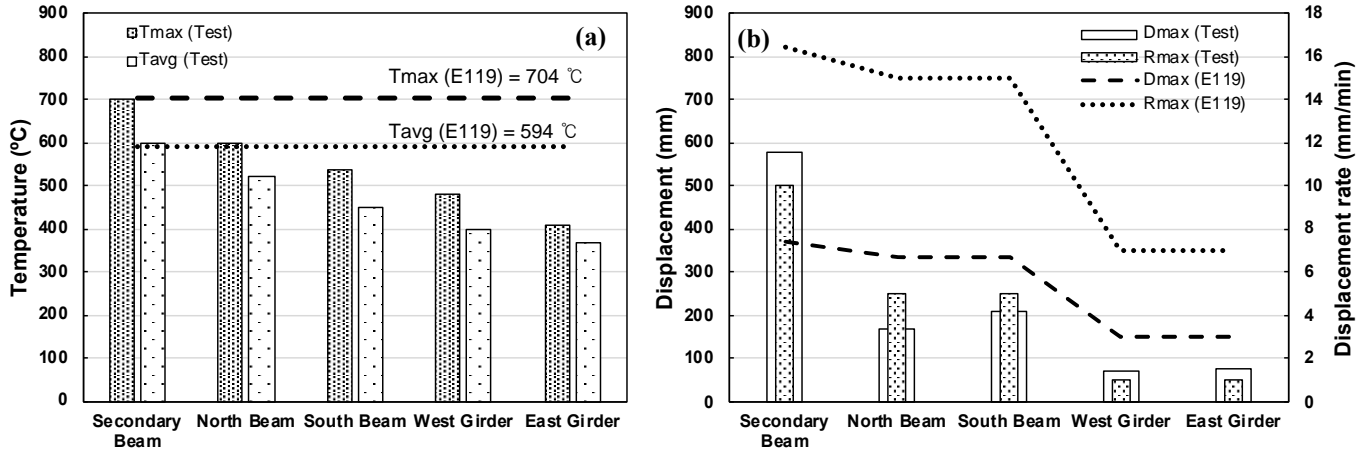 900
800
700
600
500
400
300
200
100
0
Temperature (ºC)
Tmax (Test)
Tavg (Test)
(a)
Tmax (E119) = 704 ℃
Tavg (E119) = 594 ℃
Secondary
Beam
North Beam
South Beam
West Girder
East Girder
900
800
700
600
500
400
300
200
100
0
Displacement (mm)
(b)
Dmax (Test)
Rmax (Test)
Dmax (E119)
Rmax (E119)
18
16
14
12
10
8
6
4
2
0
Displacement rate (mm/min)
Secondary
Beam
North Beam
South Beam
West Girder
East Girder